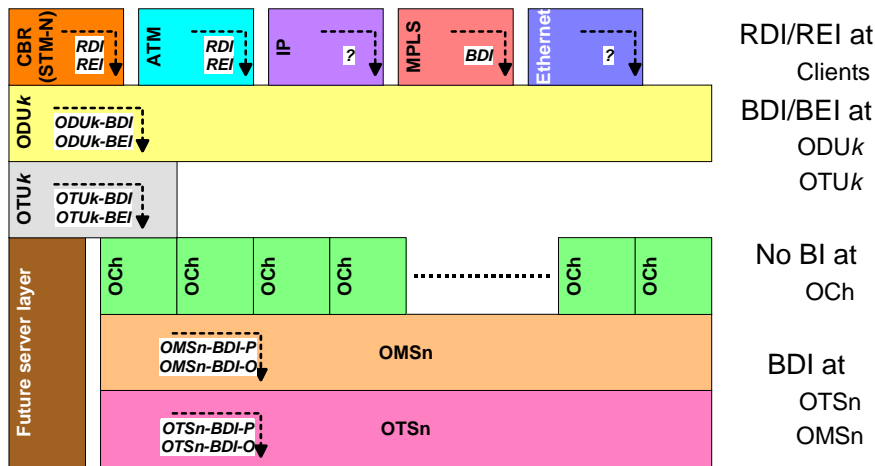 CBR
(STM-N)
RDI
REI
ATM
RDI
REI
IP
?
MPLS
BDI
Ethernet
?
RDI/REI at
Clients
ODUk
ODUk-BDI
ODUk-BEI
BDI/BEI at
ODUk
OTUk
OTUk
OTUk-BDI
OTUk-BEI
Future server layer
OCh
OCh
OCh
OCh
OCh
OCh
No BI at
OCh
OMSn-BDI-P
OMSn-BDI-O
OMSn
OTSn-BDI-P
OTSn-BDI-O
OTSn
BDI at
OTSn
OMSn